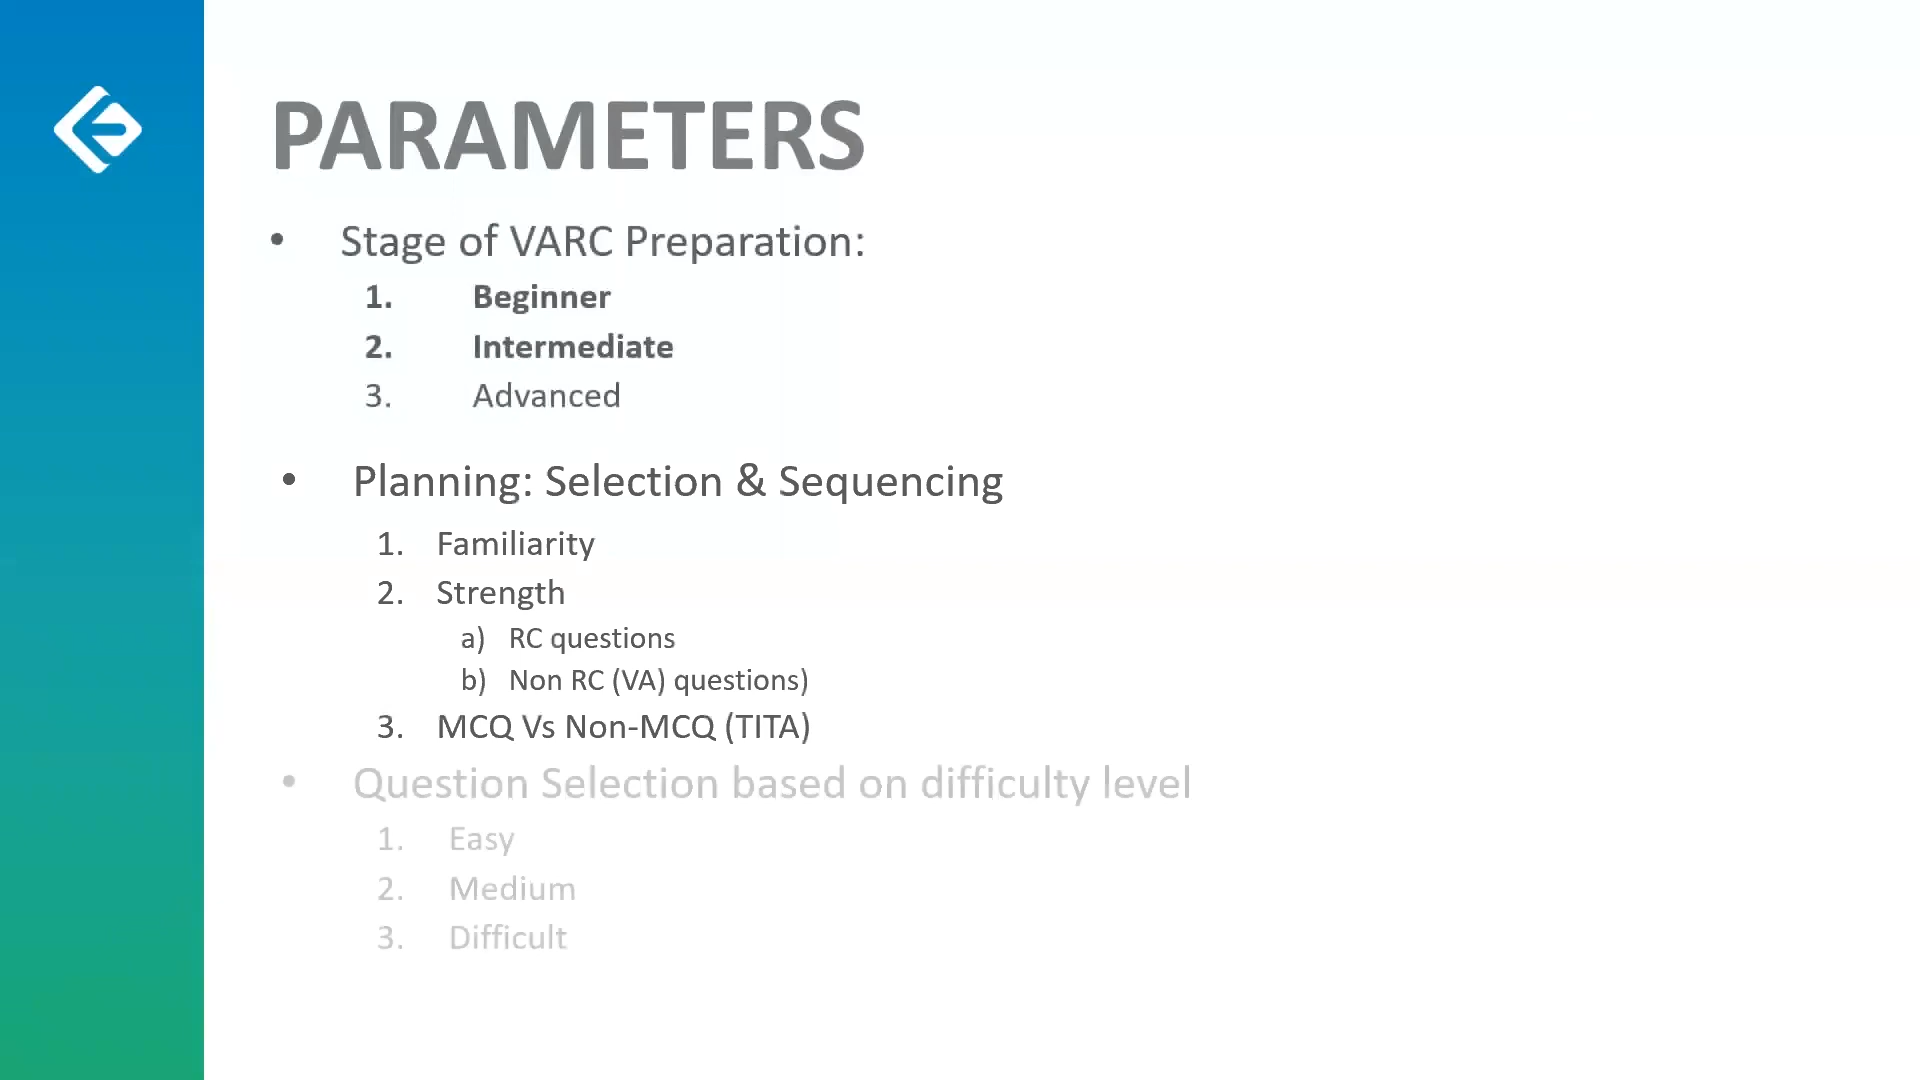 PARAMETERS
• Stage of VARC Preparation:
1. Beginner
2. Intermediate
3. Advanced
• Planning: Selection & Sequencing
1. Familiarity
2. Strength
a) RC questions
b) Non RC (VA) questions)
3. MCQ Vs Non-MCQ (TITA)
• Question Selection based on difficulty level
1. Easy
2. Medium
3. Difficult